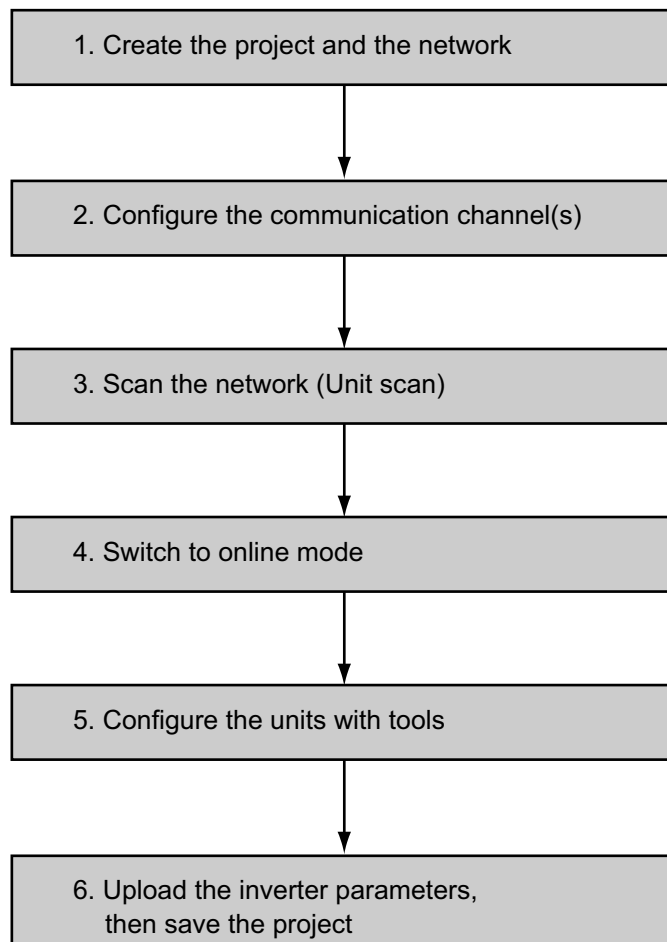 1. Create the project and the network
2. Configure the communication channel(s)
3. Scan the network (Unit scan)
4. Switch to online mode
5. Configure the units with tools
6. Upload the inverter parameters,
then save the project